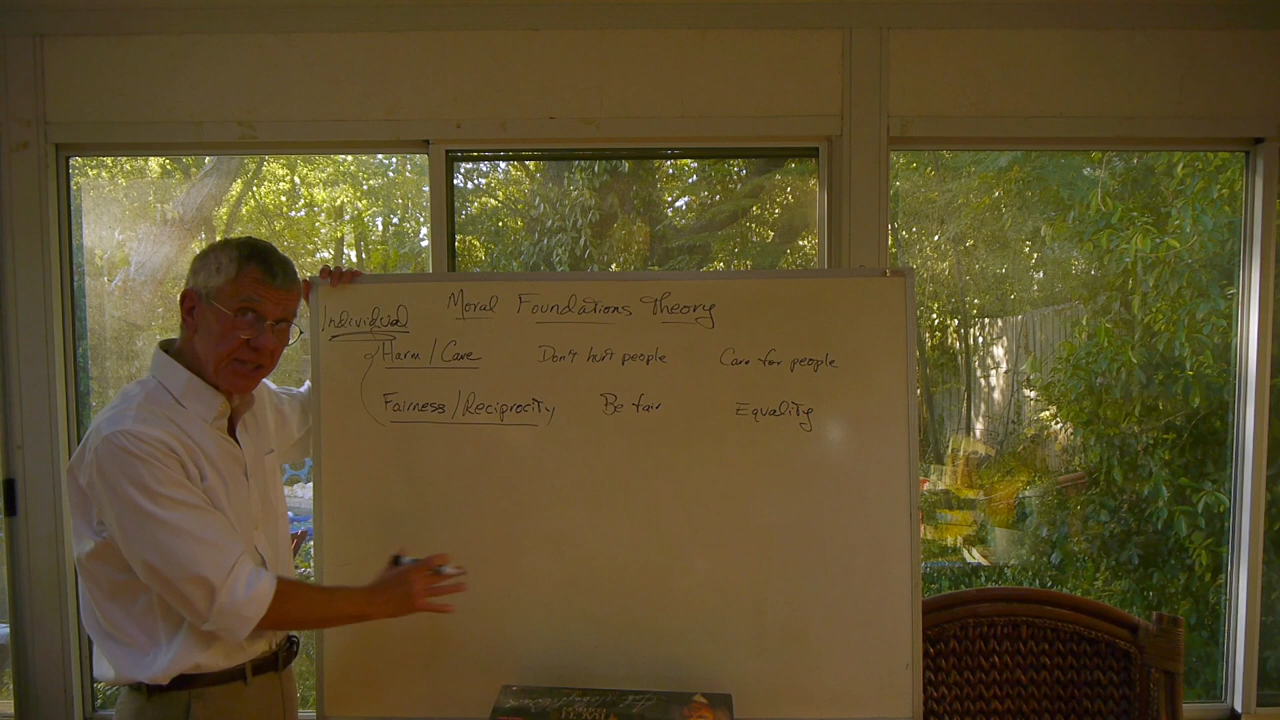 Moral Foundations Theory
Individual
Harm / Care Don't hurt people Care for people
Fairness / Reciprocity Be fair Equality